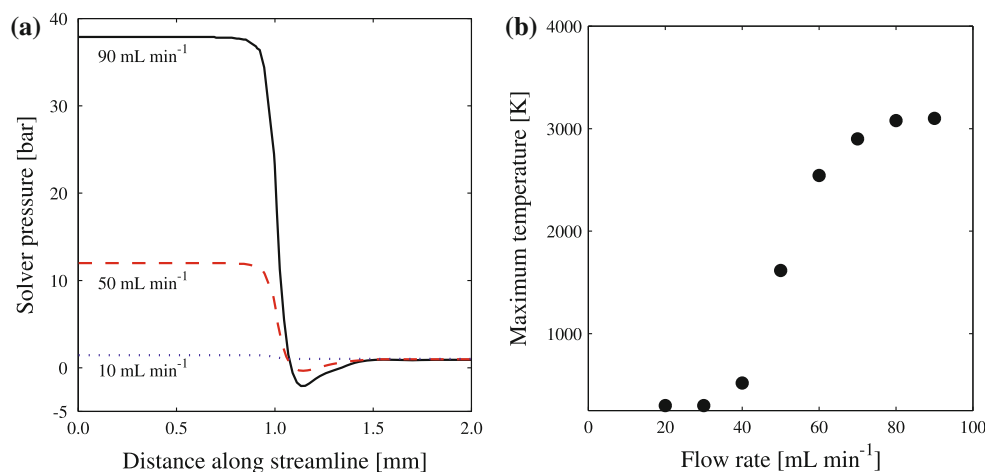 (a)
40
30
20
10
0
-5
Solver pressure [bar]
90 mL min⁻¹
50 mL min⁻¹
10 mL min⁻¹
0.0 0.5 1.0 1.5 2.0
Distance along streamline [mm]
(b)
4000
3000
2000
1000
Maximum temperature [K]
0 20 40 60 80 100
Flow rate [mL min⁻¹]